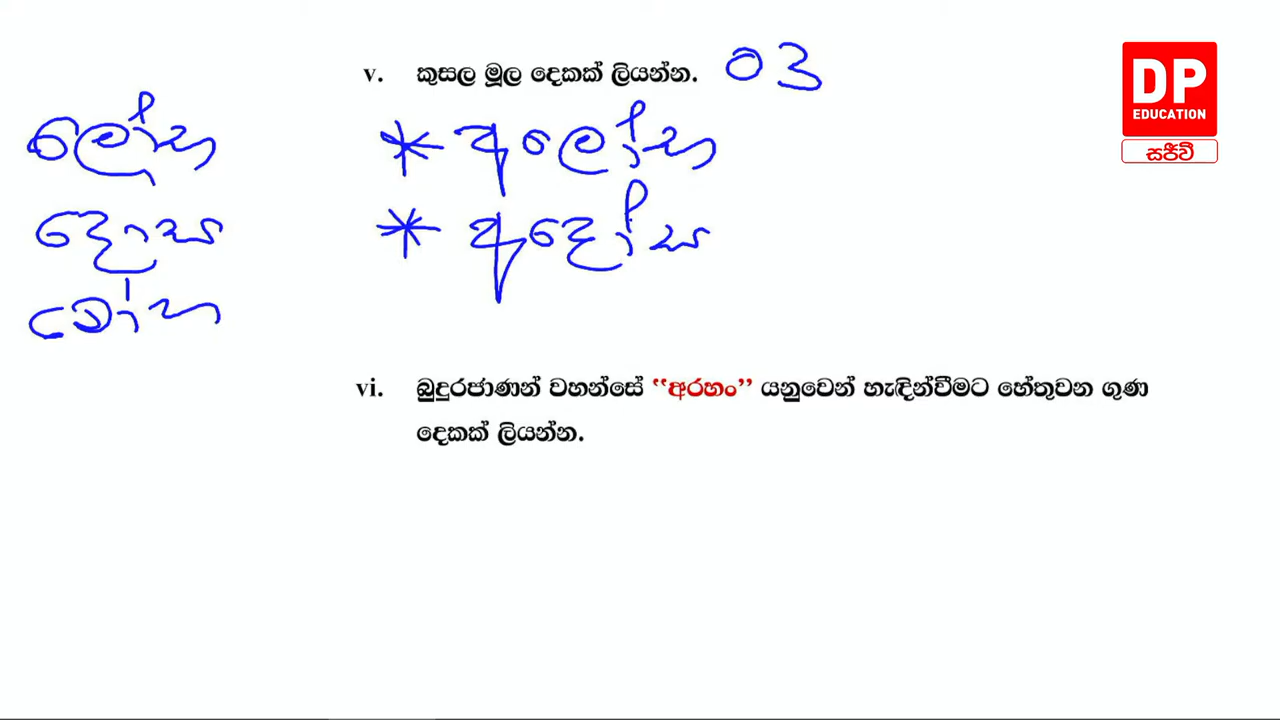 v. කුසල මූල දෙකක් ලියන්න. 03
DP
EDUCATION
සජීවී
ලෝභ
* අලෝභ
දොස
* අදෝස
මෝහ
vi. බුදුරජාණන් වහන්සේ "අරහං" යනුවෙන් හැඳින්වීමට හේතුවන ගුණ
දෙකක් ලියන්න.